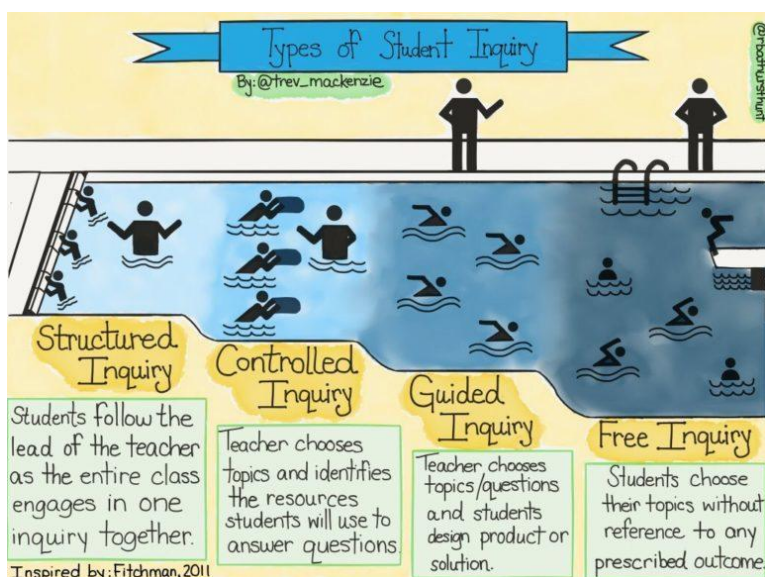 Types of Student Inquiry
By:@trev_mackenzie
@rbathursthunt
Structured
Inquiry
Students follow the
lead of the teacher
as the entire class
engages in one
inquiry together.
Controlled
Inquiry
Teacher chooses
topics and identifies
the resources
students will use to
answer questions.
Guided
Inquiry
Teacher chooses
topics/questions
and students
design product or
solution.
Free Inquiry
Students choose
their topics without
reference to any
prescribed outcome.
Inspired by: Fitchman, 2011